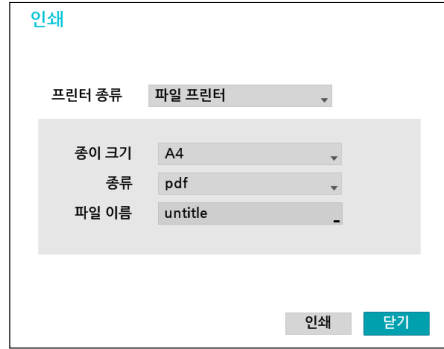 인쇄
프린터 종류 파일 프린터
종이 크기 A4
종류 pdf
파일 이름 untitle
인쇄 닫기